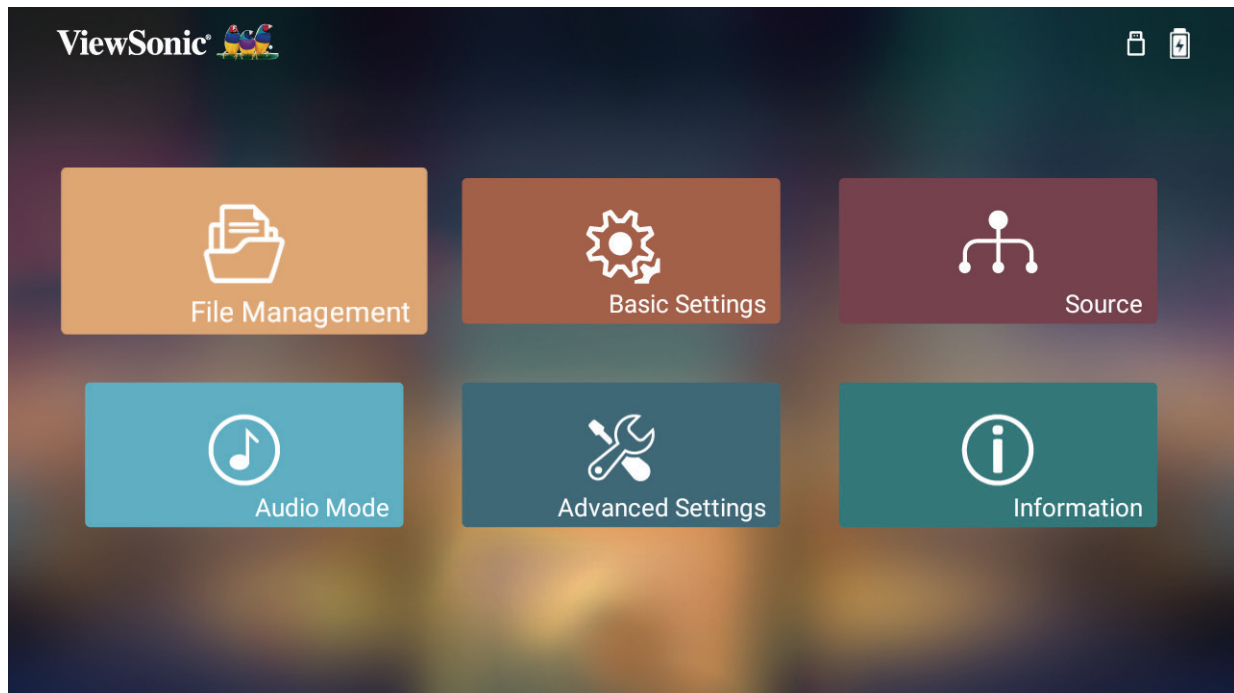 ViewSonic®
File Management
Basic Settings
Source
Audio Mode
Advanced Settings
Information